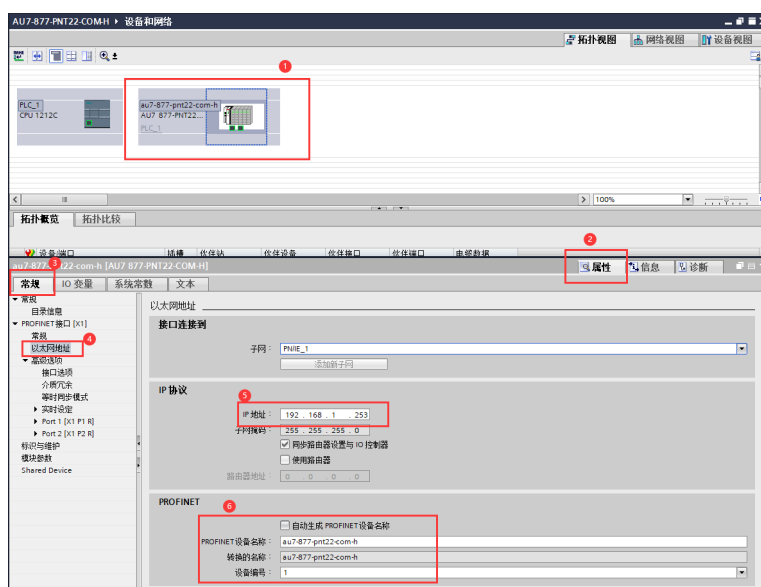 AU7-877-PNT22-COM-H ▸ 设备和网络
拓扑视图 网络视图 设备视图
1
PLC_1
CPU 1212C
au7-877-pnt22-com-h
AU7 877-PNT22...
PLC_1
100%
拓扑概览 拓扑比较
2
设备/端口 插槽 伙伴站 伙伴设备 伙伴接口 伙伴端口 电缆数据
3
au7-877-pnt22-com-h [AU7 877-PNT22-COM-H]
属性 信息 诊断
常规 IO 变量 系统常数 文本
常规
目录信息
PROFINET接口 [X1]
常规
4
以太网地址
高级选项
接口选项
介质冗余
等时同步模式
实时设定
Port 1 [X1 P1 R]
Port 2 [X1 P2 R]
标识与维护
模块参数
Shared Device
以太网地址
接口连接到
子网： PN/IE_1
添加新子网
IP 协议
5
IP 地址： 192 . 168 . 1 . 253
子网掩码： 255 . 255 . 255 . 0
同步路由器设置与 IO 控制器
使用路由器
路由器地址： 0 . 0 . 0 . 0
PROFINET
6
自动生成 PROFINET 设备名称
PROFINET设备名称： au7-877-pnt22-com-h
转换的名称： au7-877-pnt22-com-h
设备编号： 1